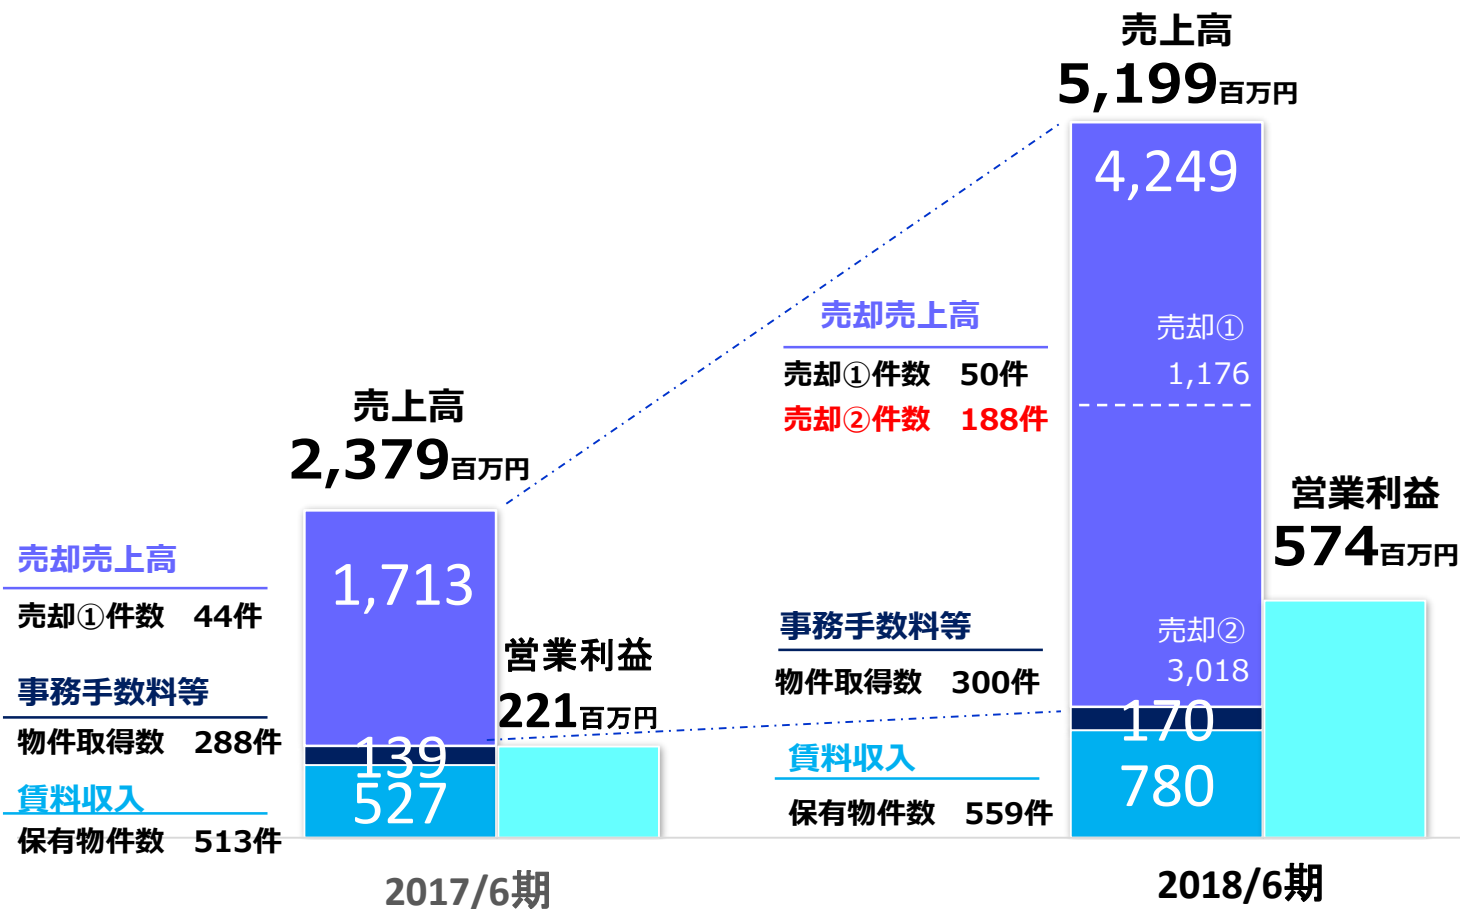 売上高
5,199百万円
4,249
売却①
1,176
売却②
3,018
170
780
売却売上高
売却①件数 50件
売却②件数 188件
事務手数料等
物件取得数 300件
賃料収入
保有物件数 559件
営業利益
574百万円
2018/6期
売上高
2,379百万円
1,713
139
527
売却売上高
売却①件数 44件
事務手数料等
物件取得数 288件
賃料収入
保有物件数 513件
営業利益
221百万円
2017/6期